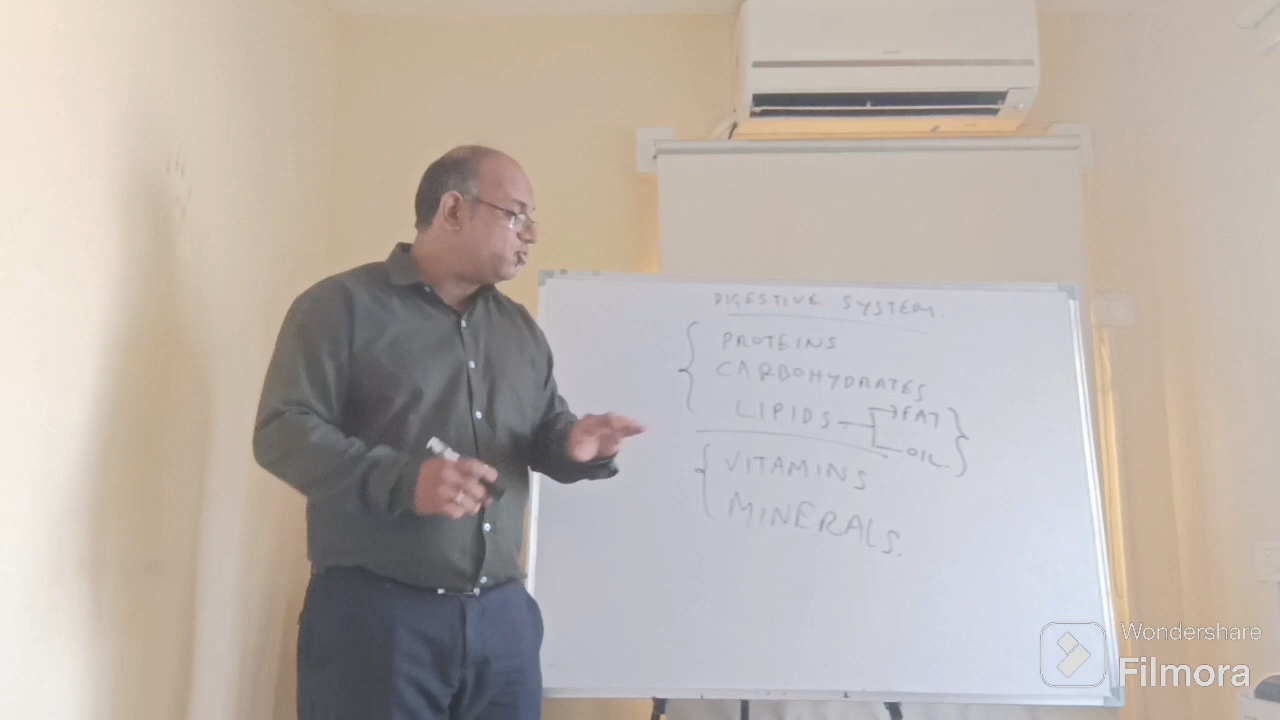 DIGESTIVE SYSTEM.
PROTEINS
CARBOHYDRATES
LIPIDS FAT
OIL.
VITAMINS
MINERALS.
Wondershare
Filmora